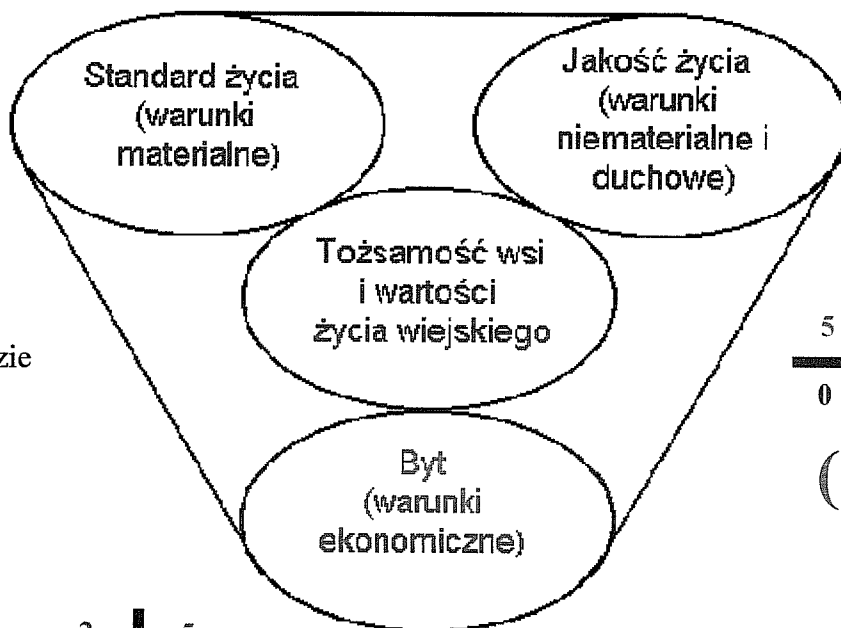 Standard życia
(warunki
materialne)
Jakość życia
(warunki
niematerialne i
duchowe)
Tożsamość wsi
i wartości
życia wiejskiego
zie
5
0
(
Byt
(warunki
ekonomiczne)